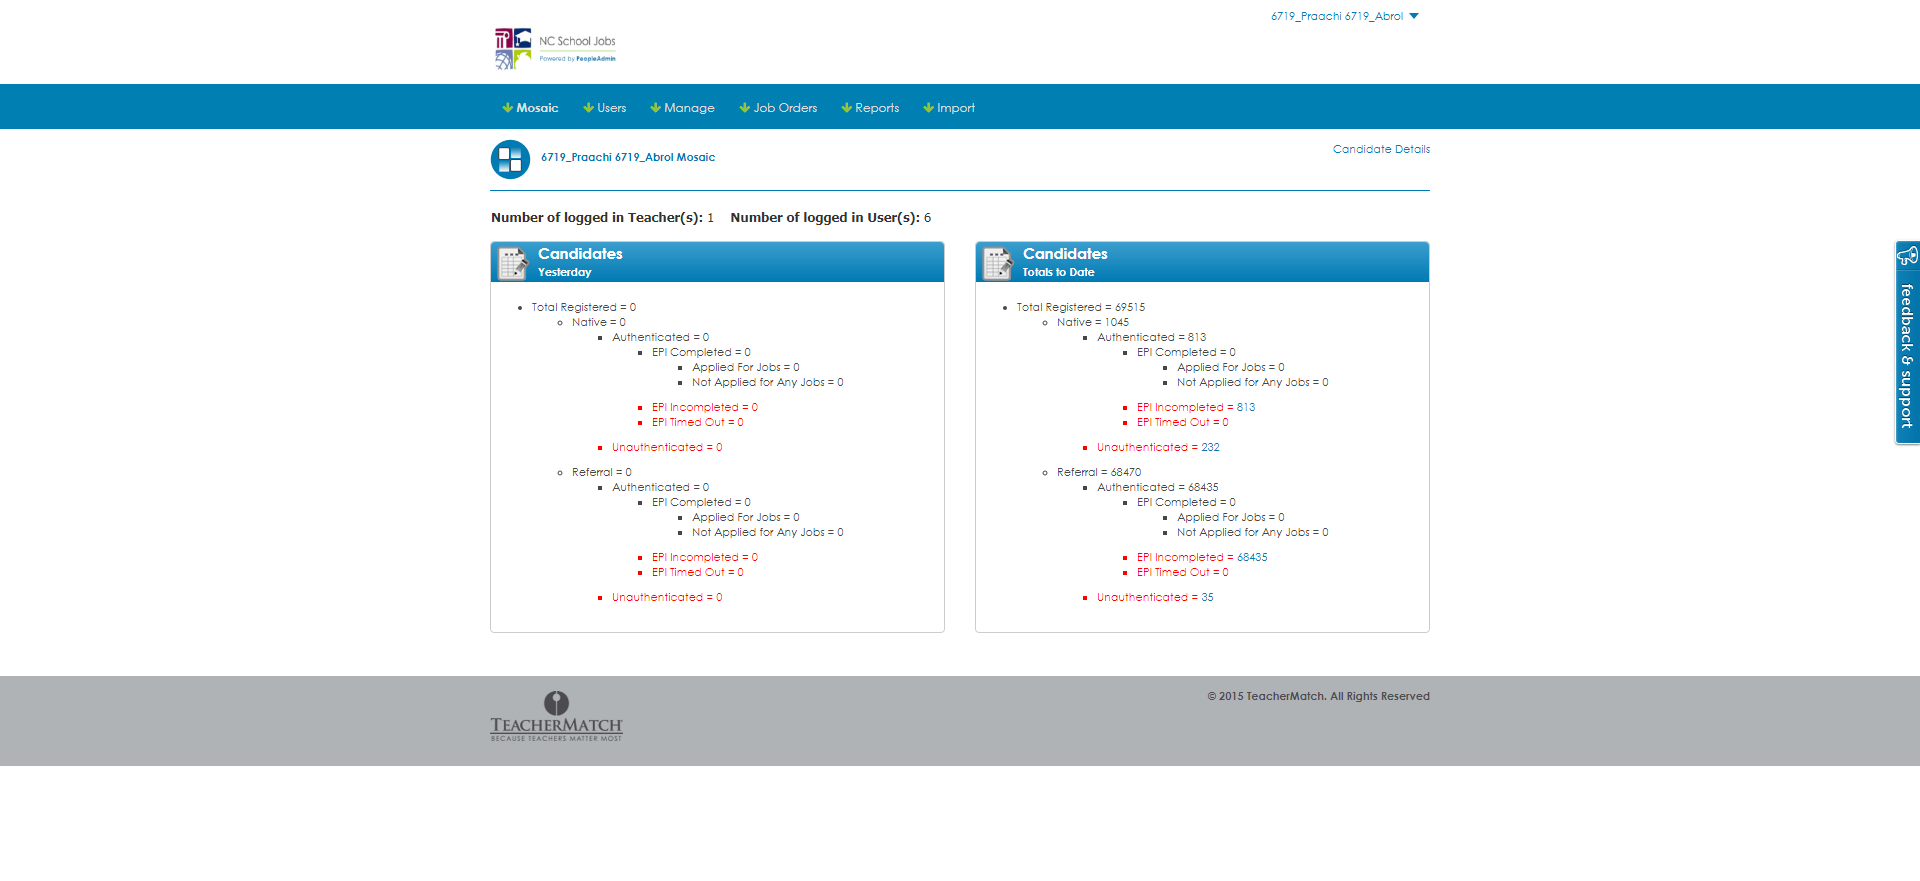 6719_Praachi 6719_Abrol
NC School Jobs
Powered by PeopleAdmin
Mosaic Users Manage Job Orders Reports Import
6719_Praachi 6719_Abrol Mosaic
Candidate Details
Number of logged in Teacher(s): 1 Number of logged in User(s): 6
Candidates
Yesterday
Total Registered = 0
Native = 0
Authenticated = 0
EPI Completed = 0
Applied For Jobs = 0
Not Applied for Any Jobs = 0
EPI Incompleted = 0
EPI Timed Out = 0
Unauthenticated = 0
Referral = 0
Authenticated = 0
EPI Completed = 0
Applied For Jobs = 0
Not Applied for Any Jobs = 0
EPI Incompleted = 0
EPI Timed Out = 0
Unauthenticated = 0
Candidates
Totals to Date
Total Registered = 69515
Native = 1045
Authenticated = 813
EPI Completed = 0
Applied For Jobs = 0
Not Applied for Any Jobs = 0
EPI Incompleted = 813
EPI Timed Out = 0
Unauthenticated = 232
Referral = 68470
Authenticated = 68435
EPI Completed = 0
Applied For Jobs = 0
Not Applied for Any Jobs = 0
EPI Incompleted = 68435
EPI Timed Out = 0
Unauthenticated = 35
feedback & support
TEACHERMATCH
BECAUSE TEACHERS MATTER MOST
© 2015 TeacherMatch. All Rights Reserved